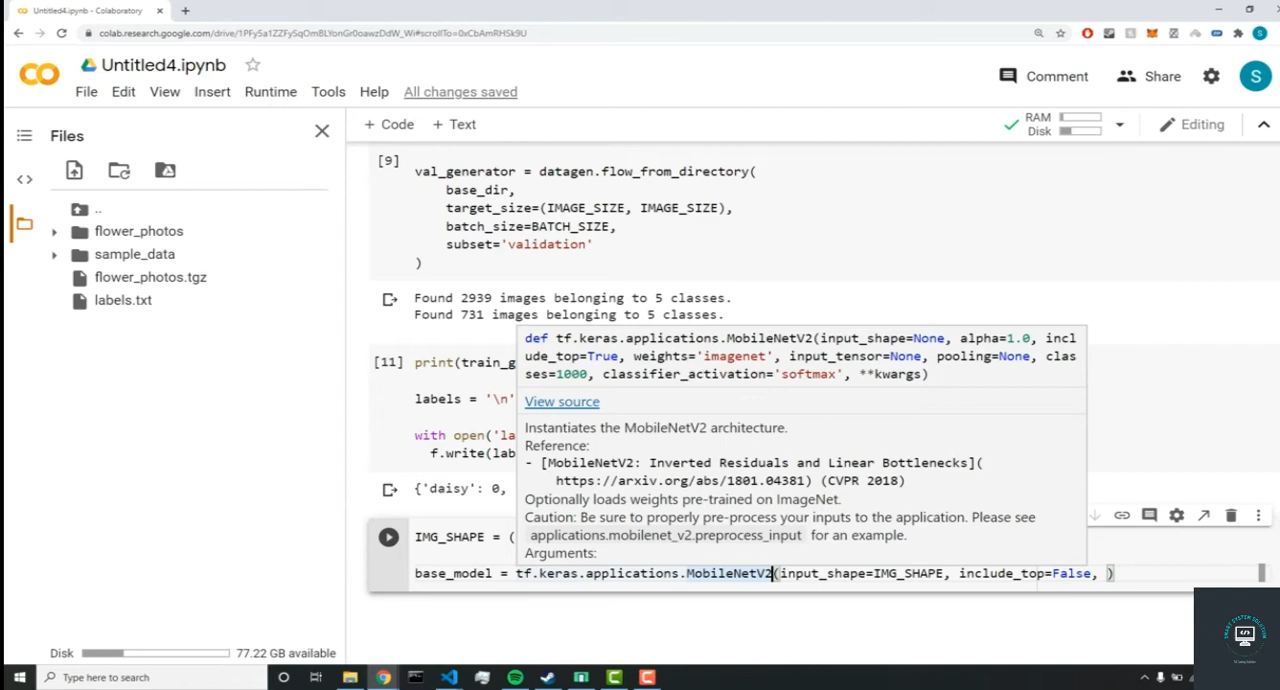 Untitled4.ipynb - Colaboratory
colab.research.google.com/drive/1PFy5a1ZZFySqOmBLYonGr0oawzDdW_Wi#scrollTo=0xCbAmRHSk9U
CO
Untitled4.ipynb
Comment
Share
S
File Edit View Insert Runtime Tools Help All changes saved
Files
+ Code + Text
RAM
Disk
Editing
..
flower_photos
sample_data
flower_photos.tgz
labels.txt
[9]
val_generator = datagen.flow_from_directory(
base_dir,
target_size=(IMAGE_SIZE, IMAGE_SIZE),
batch_size=BATCH_SIZE,
subset='validation'
)
Found 2939 images belonging to 5 classes.
Found 731 images belonging to 5 classes.
[11] print(train_g
labels = '\n'
with open('la
f.write(lab
{'daisy': 0,
def tf.keras.applications.MobileNetV2(input_shape=None, alpha=1.0, incl
ude_top=True, weights='imagenet', input_tensor=None, pooling=None, clas
ses=1000, classifier_activation='softmax', **kwargs)
View source
Instantiates the MobileNetV2 architecture.
Reference:
- [MobileNetV2: Inverted Residuals and Linear Bottlenecks](
https://arxiv.org/abs/1801.04381) (CVPR 2018)
Optionally loads weights pre-trained on ImageNet.
Caution: Be sure to properly pre-process your inputs to the application. Please see
applications.mobilenet_v2.preprocess_input for an example.
Arguments:
IMG_SHAPE = (
base_model = tf.keras.applications.MobileNetV2(input_shape=IMG_SHAPE, include_top=False, )
Disk 77.22 GB available
Type here to search
SMART SYSTEM SOLUTION